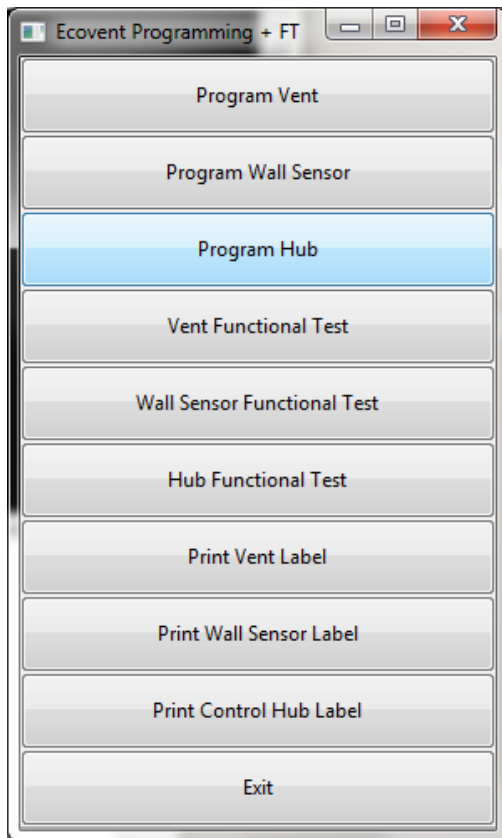 Ecovent Programming + FT
Program Vent
Program Wall Sensor
Program Hub
Vent Functional Test
Wall Sensor Functional Test
Hub Functional Test
Print Vent Label
Print Wall Sensor Label
Print Control Hub Label
Exit